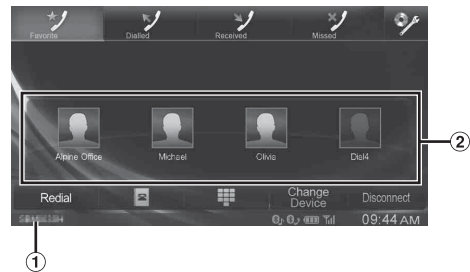 Favorite Dialled Received Missed
Alpine Office Michael Olivia Dial4
2
Redial Change Device Disconnect
09:44 AM
1